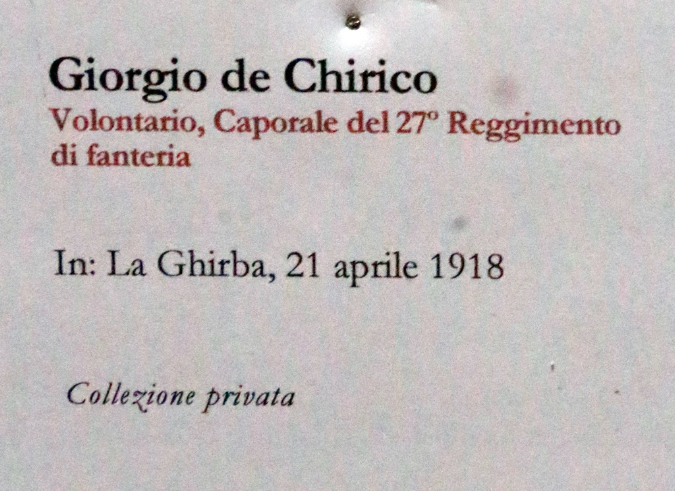 Giorgio de Chirico
Volontario, Caporale del 27° Reggimento
di fanteria
In: La Ghirba, 21 aprile 1918
Collezione privata